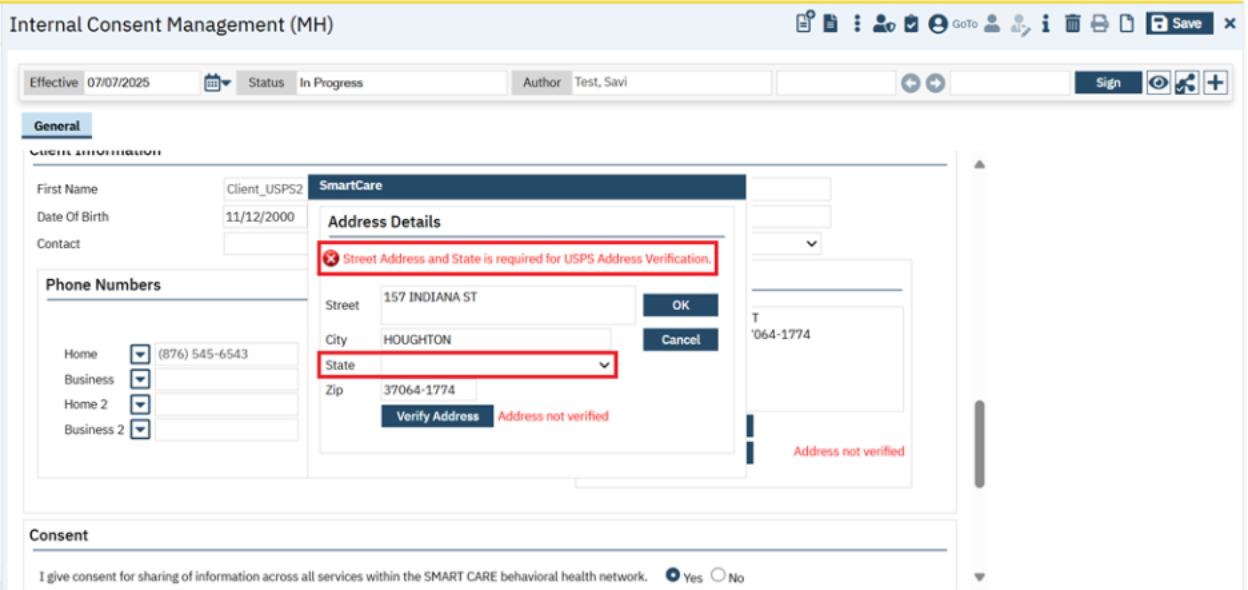 Internal Consent Management (MH)
GoTo
Save
Effective 07/07/2025 Status In Progress Author Test, Savi Sign
General
Client Information
First Name Client_USPS2
Date Of Birth 11/12/2000
Contact
Phone Numbers
Home (876) 545-6543
Business
Home 2
Business 2
SmartCare
Address Details
Street Address and State is required for USPS Address Verification.
Street 157 INDIANA ST OK
City HOUGHTON Cancel
State
Zip 37064-1774
Verify Address Address not verified
T
064-1774
Address not verified
Consent
I give consent for sharing of information across all services within the SMART CARE behavioral health network. Yes No